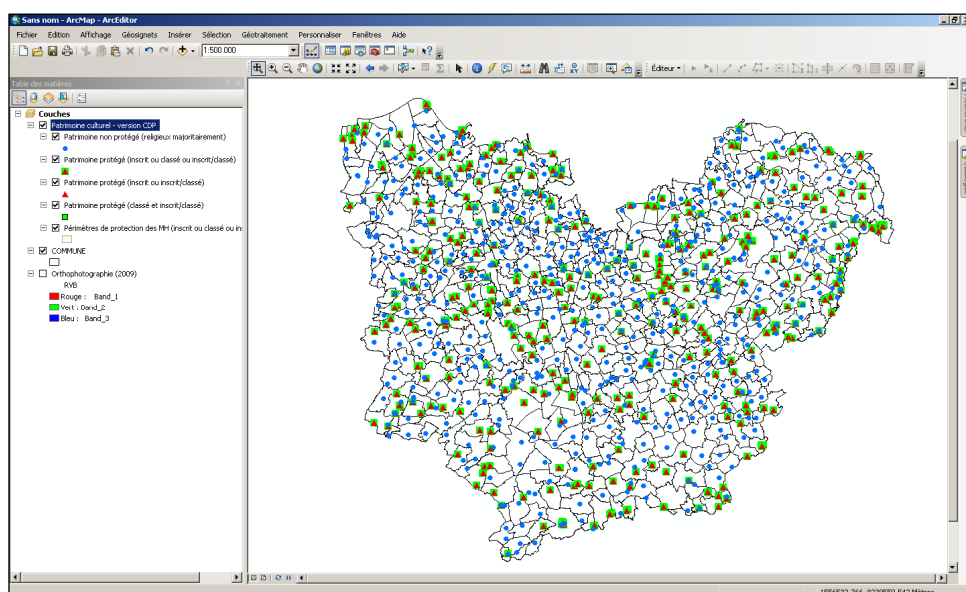 Sans nom - ArcMap - ArcEditor
Fichier Edition Affichage Géosignets Insérer Sélection Géotraitement Personnaliser Fenêtres Aide
1:500 000
Éditeur
Table des matières
Couches
Patrimoine culturel - version CDP
Patrimoine non protégé (religieux majoritairement)
Patrimoine protégé (inscrit ou classé ou inscrit/classé)
Patrimoine protégé (inscrit ou inscrit/classé)
Patrimoine protégé (classé et inscrit/classé)
Périmètres de protection des MH (inscrit ou classé ou in
COMMUNE
Orthophotographie (2009)
RVB
Rouge : Band_1
Vert : Band_2
Bleu : Band_3